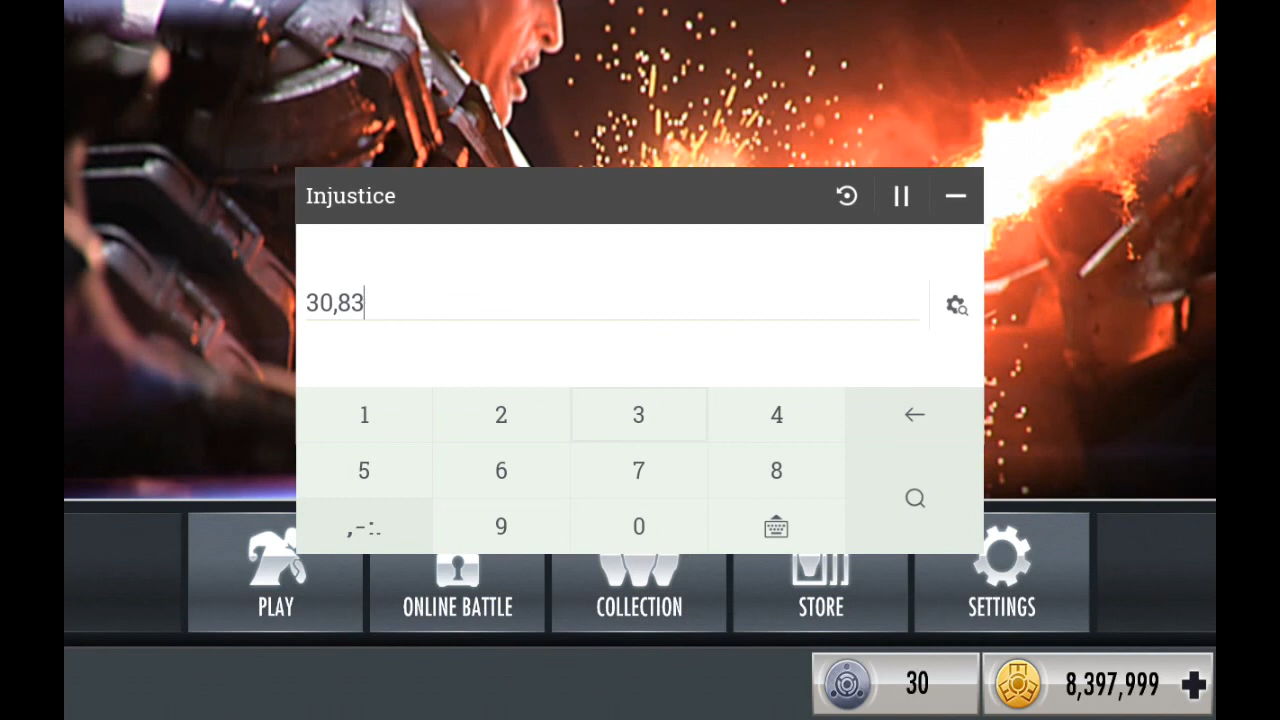 Injustice
30,83
1 2 3 4
5 6 7 8
,-:. 9 0
PLAY ONLINE BATTLE COLLECTION STORE SETTINGS
30 8,397,999